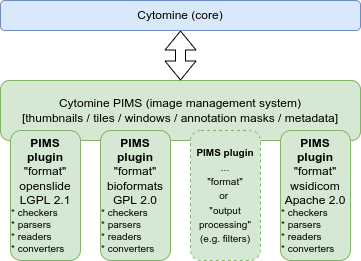 Cytomine (core)
Cytomine PIMS (image management system)
[thumbnails / tiles / windows / annotation masks / metadata]
PIMS
plugin
"format"
openslide
LGPL 2.1
* checkers
* parsers
* readers
* converters
PIMS
plugin
"format"
bioformats
GPL 2.0
* checkers
* parsers
* readers
* converters
PIMS plugin
...
"format"
or
"output
processing"
(e.g. filters)
PIMS
plugin
"format"
wsidicom
Apache 2.0
* checkers
* parsers
* readers
* converters